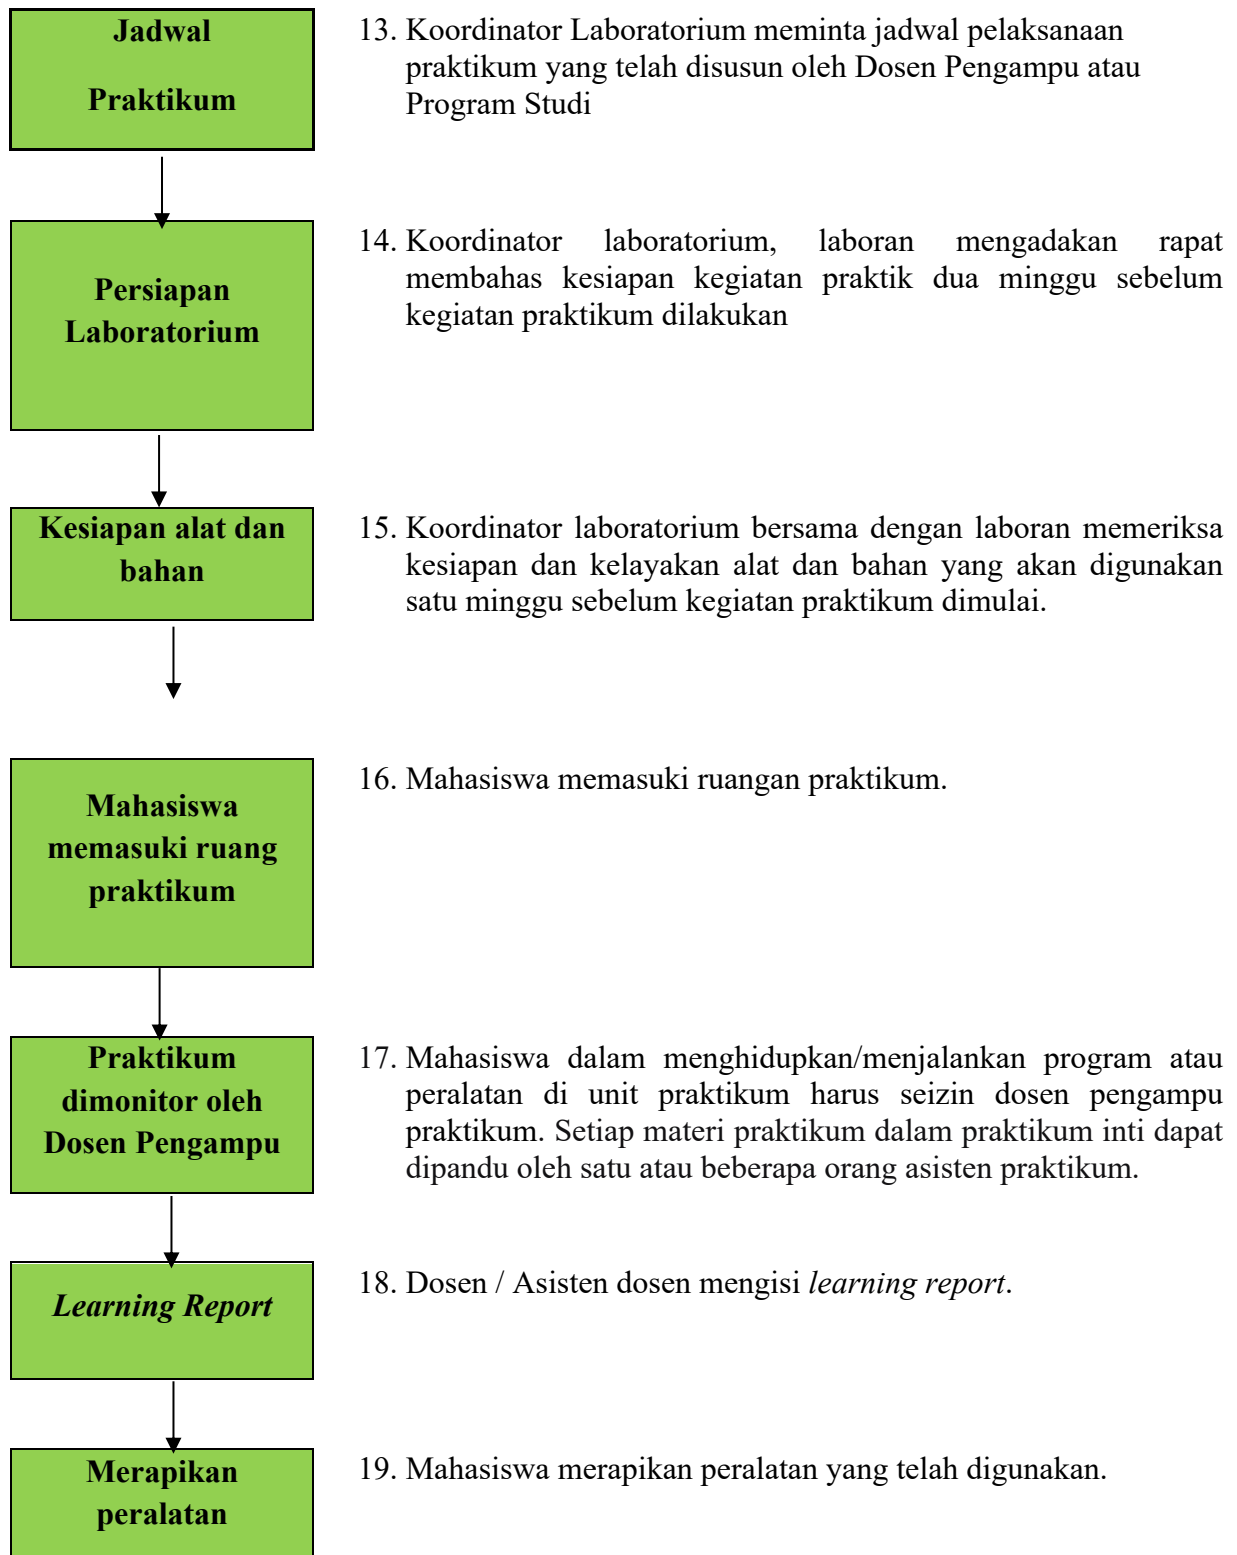 Jadwal
Praktikum
13. Koordinator Laboratorium meminta jadwal pelaksanaan
praktikum yang telah disusun oleh Dosen Pengampu atau
Program Studi
Persiapan
Laboratorium
14. Koordinator laboratorium, laboran mengadakan rapat
membahas kesiapan kegiatan praktik dua minggu sebelum
kegiatan praktikum dilakukan
Kesiapan alat dan
bahan
15. Koordinator laboratorium bersama dengan laboran memeriksa
kesiapan dan kelayakan alat dan bahan yang akan digunakan
satu minggu sebelum kegiatan praktikum dimulai.
Mahasiswa
memasuki ruang
praktikum
16. Mahasiswa memasuki ruangan praktikum.
Praktikum
dimonitor oleh
Dosen Pengampu
17. Mahasiswa dalam menghidupkan/menjalankan program atau
peralatan di unit praktikum harus seizin dosen pengampu
praktikum. Setiap materi praktikum dalam praktikum inti dapat
dipandu oleh satu atau beberapa orang asisten praktikum.
Learning Report
18. Dosen / Asisten dosen mengisi learning report.
Merapikan
peralatan
19. Mahasiswa merapikan peralatan yang telah digunakan.